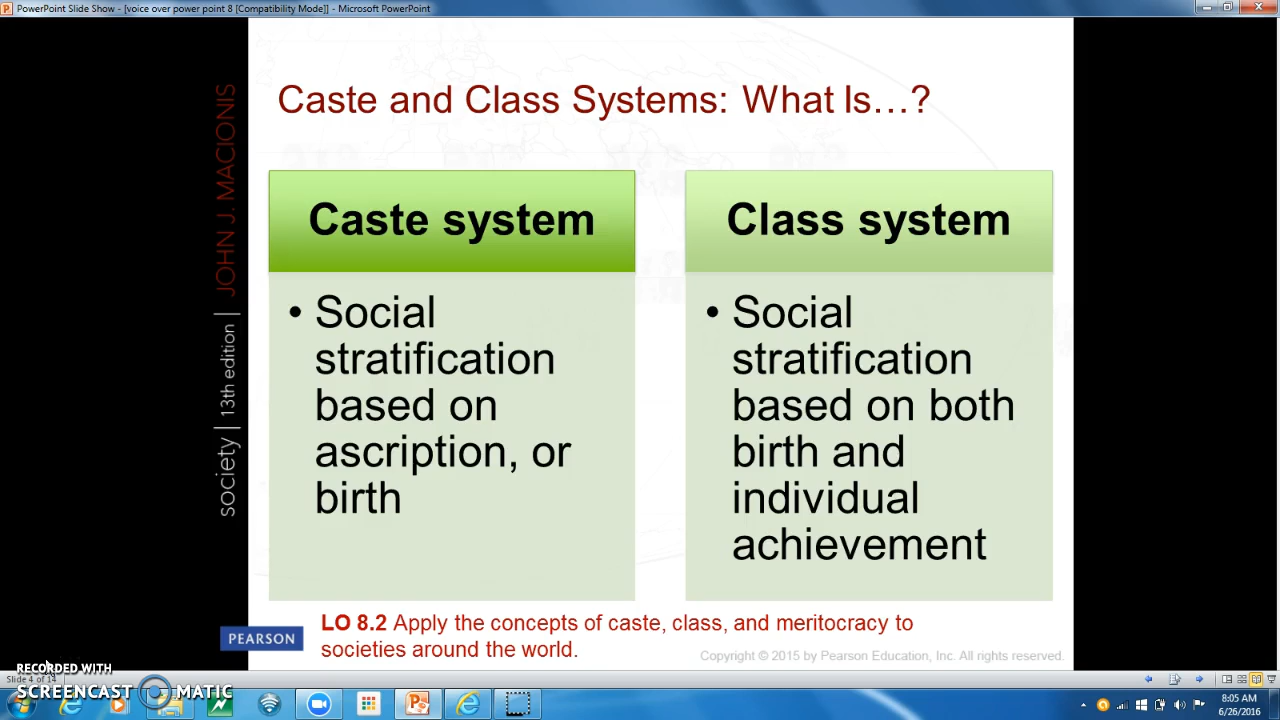 PowerPoint Slide Show - [voice over power point 8 [Compatibility Mode]] - Microsoft PowerPoint
Caste and Class Systems: What Is…?
society | 13th edition | JOHN J. MACIONIS
Caste system
• Social
stratification
based on
ascription, or
birth
Class system
• Social
stratification
based on both
birth and
individual
achievement
LO 8.2 Apply the concepts of caste, class, and meritocracy to
societies around the world.
PEARSON
Copyright © 2015 by Pearson Education, Inc. All rights reserved.
RECORDED WITH
SCREENCAST MATIC
Slide 4 of 14
8:05 AM
6/26/2016